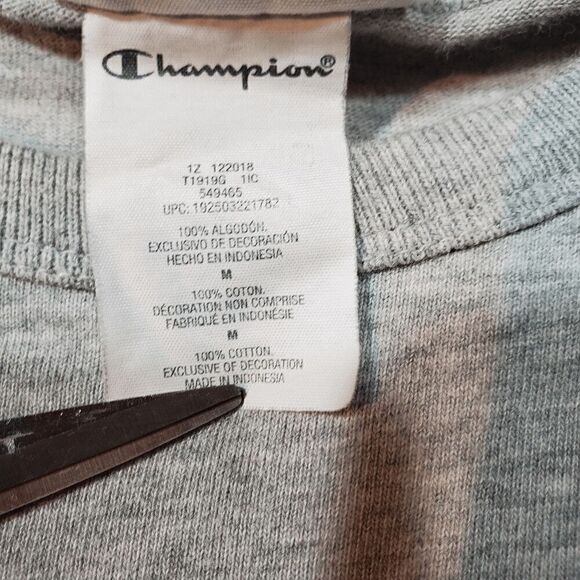 Champion®
1Z 122018
T1919G 1IC
549465
UPC: 192503221782
100% ALGODÓN.
EXCLUSIVO DE DECORACIÓN
HECHO EN INDONESIA
M
100% COTON.
DÉCORATION NON COMPRISE
FABRIQUÉ EN INDONÉSIE
M
100% COTTON.
EXCLUSIVE OF DECORATION
MADE IN INDONESIA